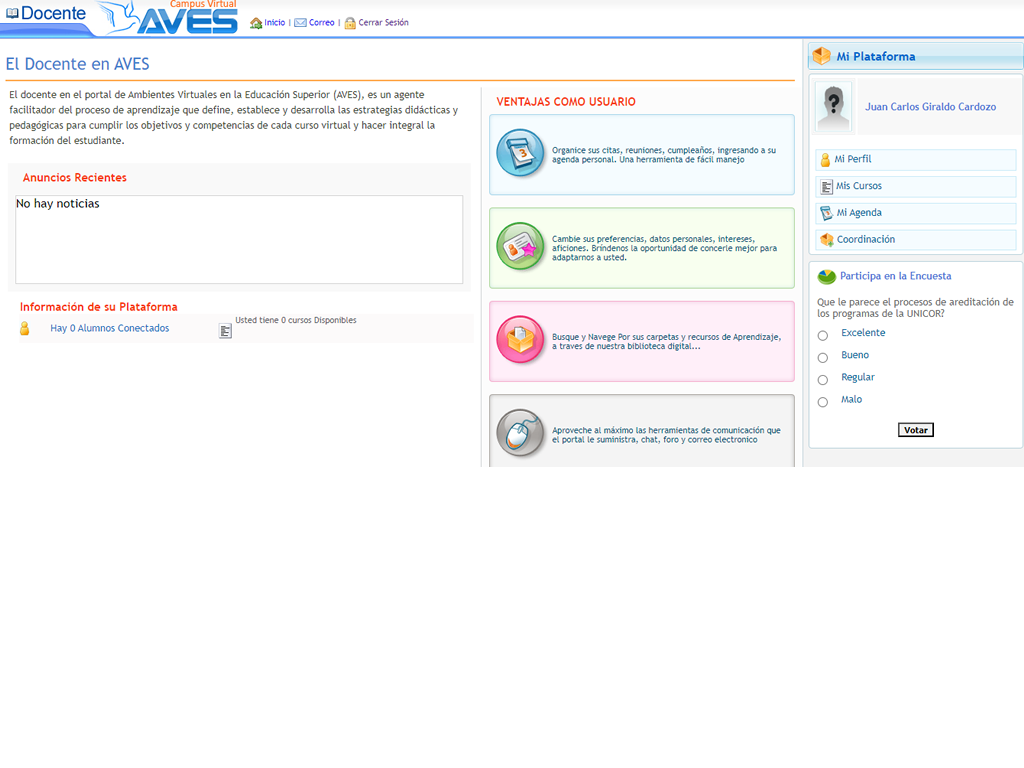 Docente
Campus Virtual
AVES
Inicio | Correo | Cerrar Sesión
El Docente en AVES
El docente en el portal de Ambientes Virtuales en la Educación Superior (AVES), es un agente
facilitador del proceso de aprendizaje que define, establece y desarrolla las estrategias didácticas y
pedagógicas para cumplir los objetivos y competencias de cada curso virtual y hacer integral la
formación del estudiante.
Anuncios Recientes
No hay noticias
Información de su Plataforma
Hay 0 Alumnos Conectados
Usted tiene 0 cursos Disponibles
VENTAJAS COMO USUARIO
3
Organice sus citas, reuniones, cumpleaños, ingresando a su
agenda personal. Una herramienta de fácil manejo
Cambie sus preferencias, datos personales, intereses,
aficiones. Bríndenos la oportunidad de concerle mejor para
adaptarnos a usted.
Busque y Navege Por sus carpetas y recursos de Aprendizaje,
a traves de nuestra biblioteca digital...
Aproveche al máximo las herramientas de comunicación que
el portal le suministra, chat, foro y correo electronico
Mi Plataforma
?
Juan Carlos Giraldo Cardozo
Mi Perfil
Mis Cursos
Mi Agenda
Coordinación
Participa en la Encuesta
Que le parece el procesos de areditación de
los programas de la UNICOR?
Excelente
Bueno
Regular
Malo
Votar